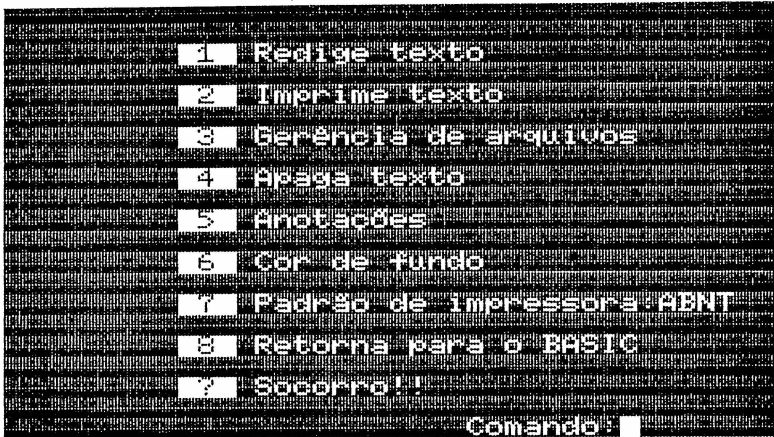 1 Redige texto
2 Imprime texto
3 Gerência de arquivos
4 Apaga texto
5 Anotações
6 Cor de fundo
7 Padrão de impressora:ABNT
8 Retorna para o BASIC
? Socorro!!
Comando: